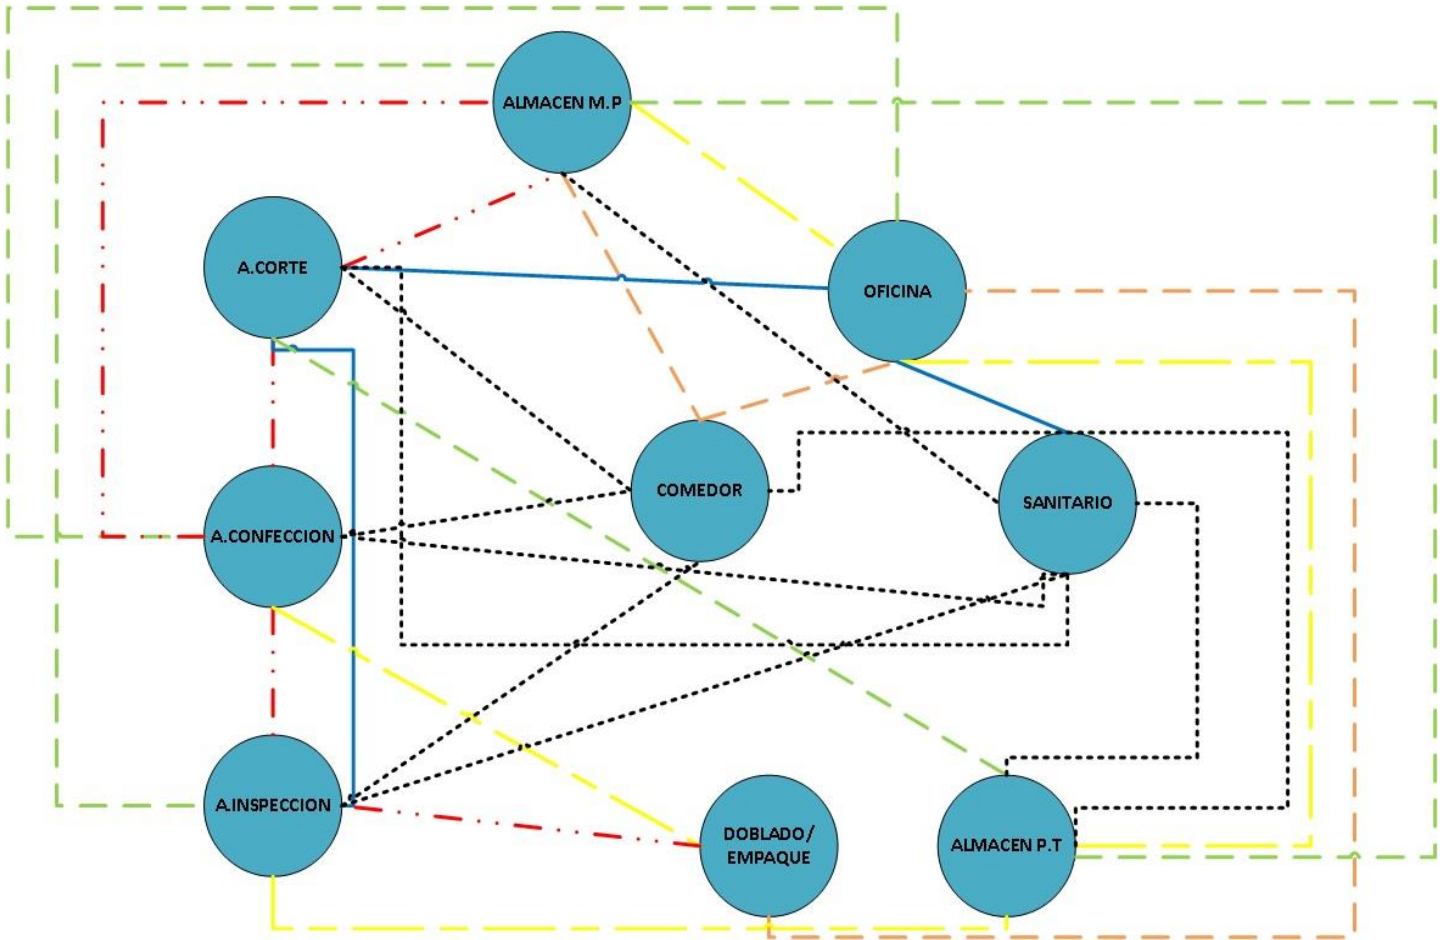 ALMACEN M.P
A.CORTE
OFICINA
COMEDOR
SANITARIO
A.CONFECCION
A.INSPECCION
DOBLADO/
EMPAQUE
ALMACEN P.T